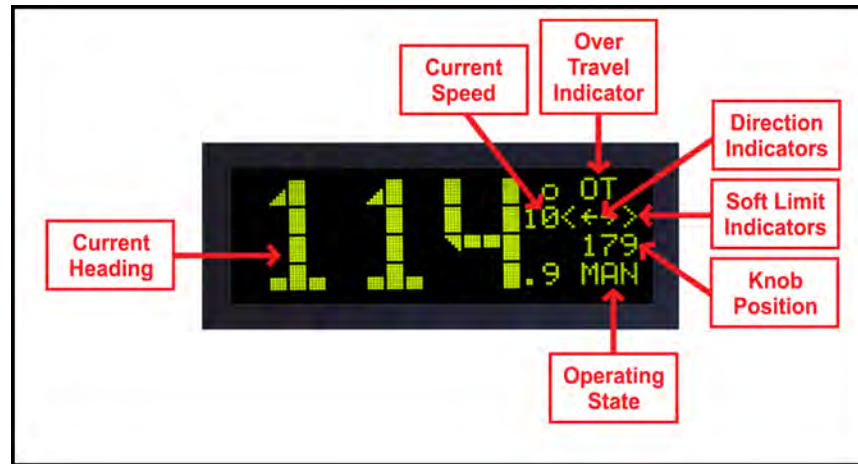 Over
Travel
Indicator
Current
Speed
Direction
Indicators
Soft Limit
Indicators
Current
Heading
114.9° OT
10<←→>
179
MAN
Knob
Position
Operating
State